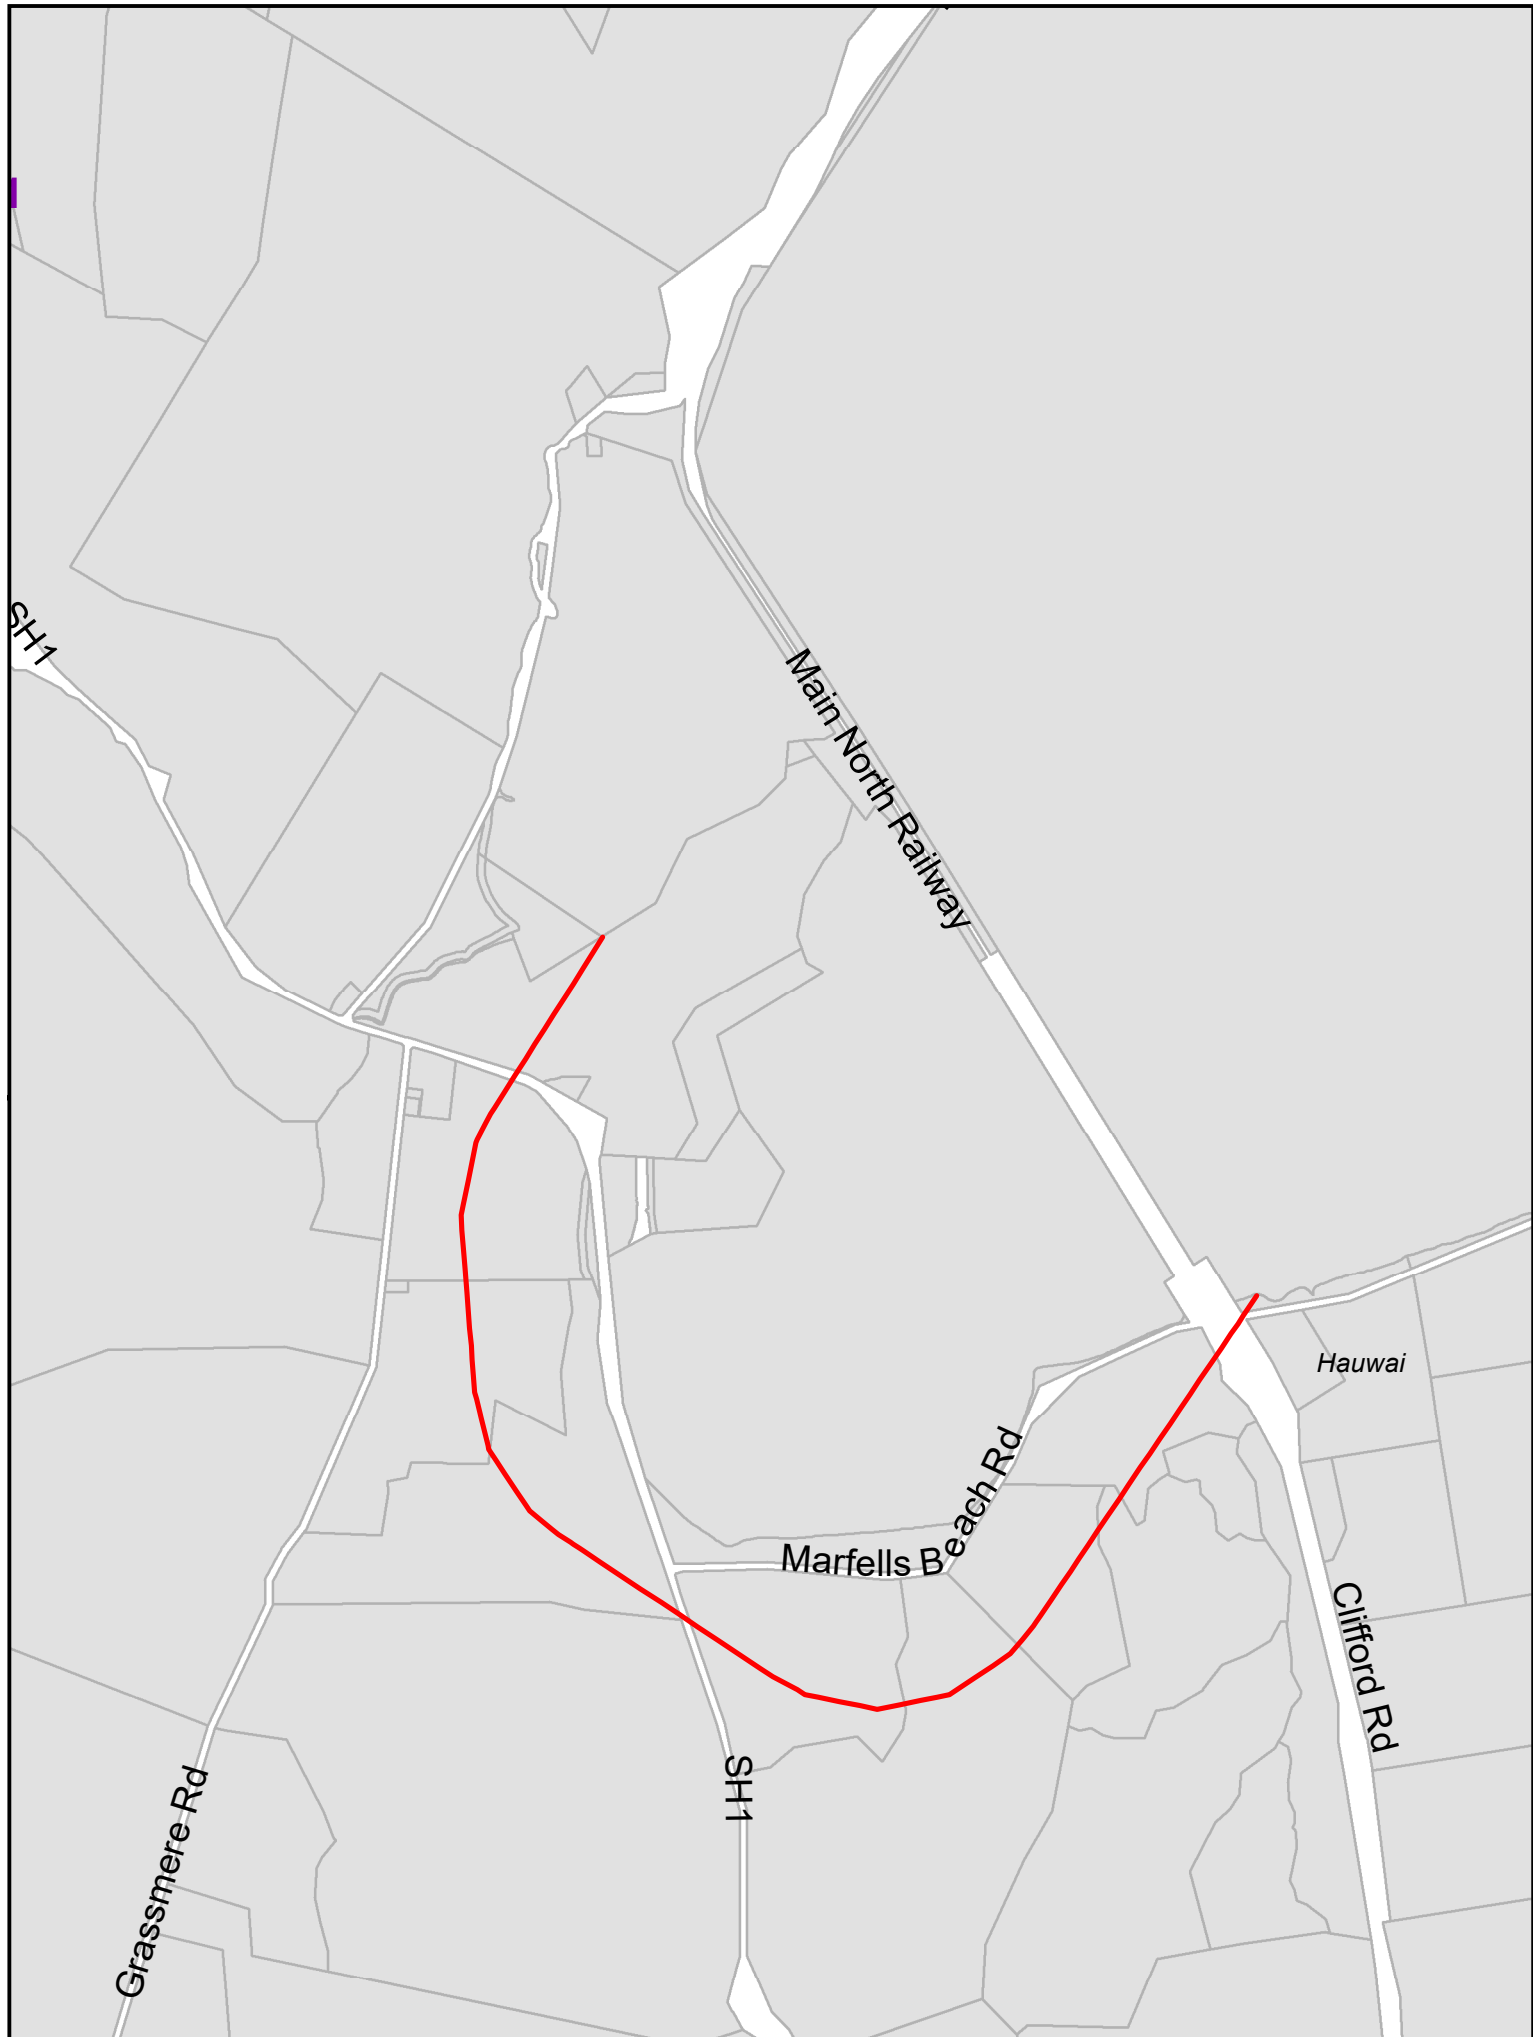 SH1
Main North Railway
Hauwai
Marfells Beach Rd
Clifford Rd
SH1
Grassmere Rd